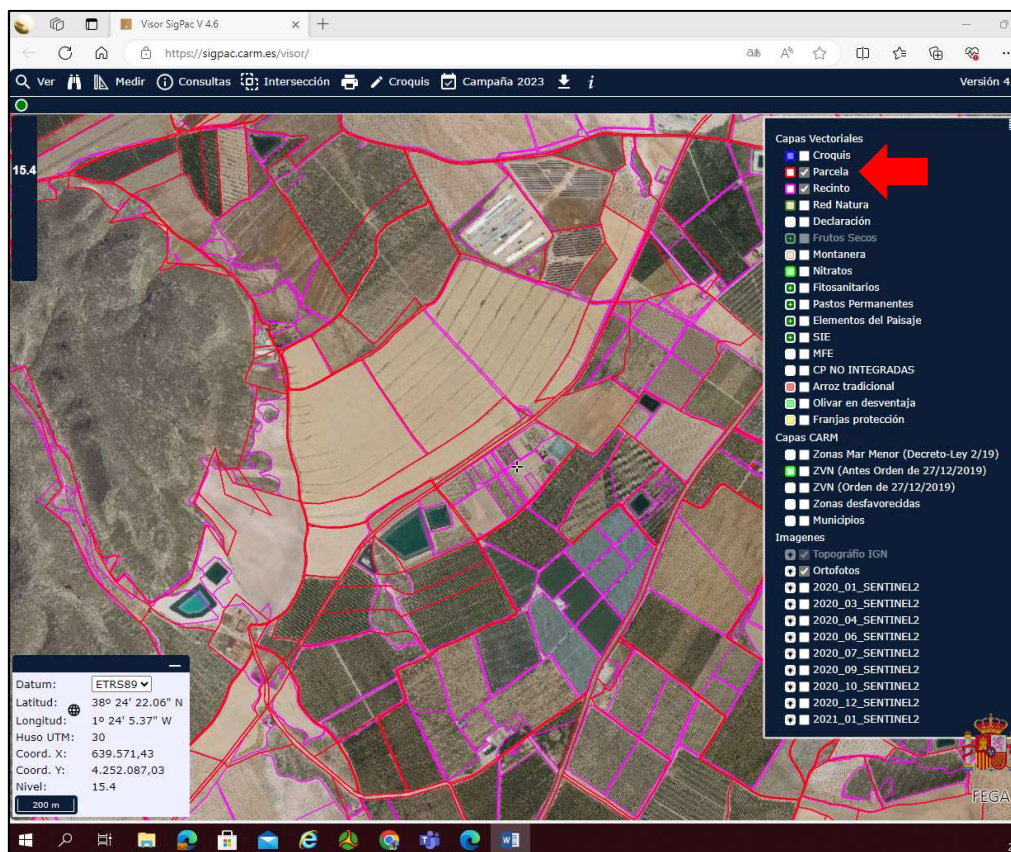 Visor SigPac V 4.6
https://sigpac.carm.es/visor/
Ver Medir Consultas Intersección Croquis Campaña 2023 Versión 4
15.4
Capas Vectoriales
Croquis
Parcela
Recinto
Red Natura
Declaración
Frutos Secos
Montanera
Nitratos
Fitosanitarios
Pastos Permanentes
Elementos del Paisaje
SIE
MFE
CP NO INTEGRADAS
Arroz tradicional
Olivar en desventaja
Franjas protección
Capas CARM
Zonas Mar Menor (Decreto-Ley 2/19)
ZVN (Antes Orden de 27/12/2019)
ZVN (Orden de 27/12/2019)
Zonas desfavorecidas
Municipios
Imagenes
Topográfio IGN
Ortofotos
2020_01_SENTINEL2
2020_03_SENTINEL2
2020_04_SENTINEL2
2020_06_SENTINEL2
2020_07_SENTINEL2
2020_09_SENTINEL2
2020_10_SENTINEL2
2020_12_SENTINEL2
2021_01_SENTINEL2
Datum: ETRS89
Latitud: 38º 24' 22.06" N
Longitud: 1º 24' 5.37" W
Huso UTM: 30
Coord. X: 639.571,43
Coord. Y: 4.252.087,03
Nivel: 15.4
200 m
FEGA